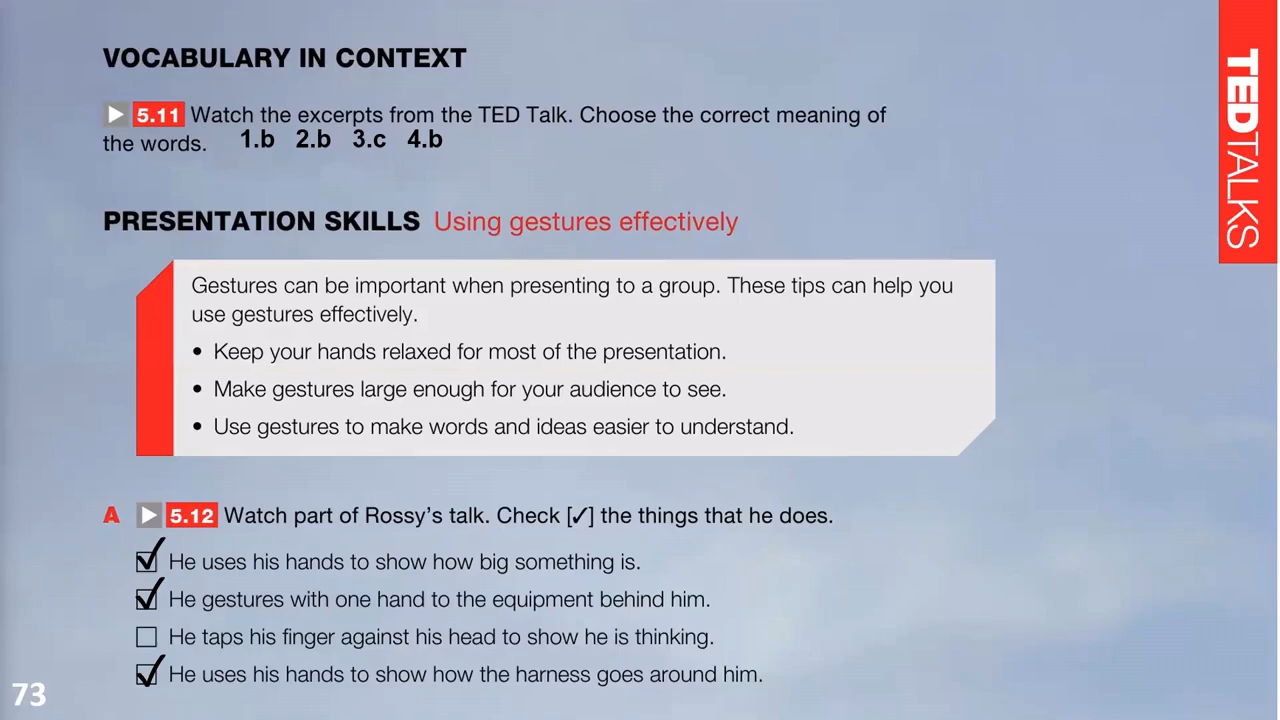 VOCABULARY IN CONTEXT
5.11 Watch the excerpts from the TED Talk. Choose the correct meaning of
the words. 1.b 2.b 3.c 4.b
PRESENTATION SKILLS Using gestures effectively
Gestures can be important when presenting to a group. These tips can help you
use gestures effectively.
• Keep your hands relaxed for most of the presentation.
• Make gestures large enough for your audience to see.
• Use gestures to make words and ideas easier to understand.
A 5.12 Watch part of Rossy's talk. Check [✓] the things that he does.
He uses his hands to show how big something is.
He gestures with one hand to the equipment behind him.
He taps his finger against his head to show he is thinking.
He uses his hands to show how the harness goes around him.
73
TEDTALKS